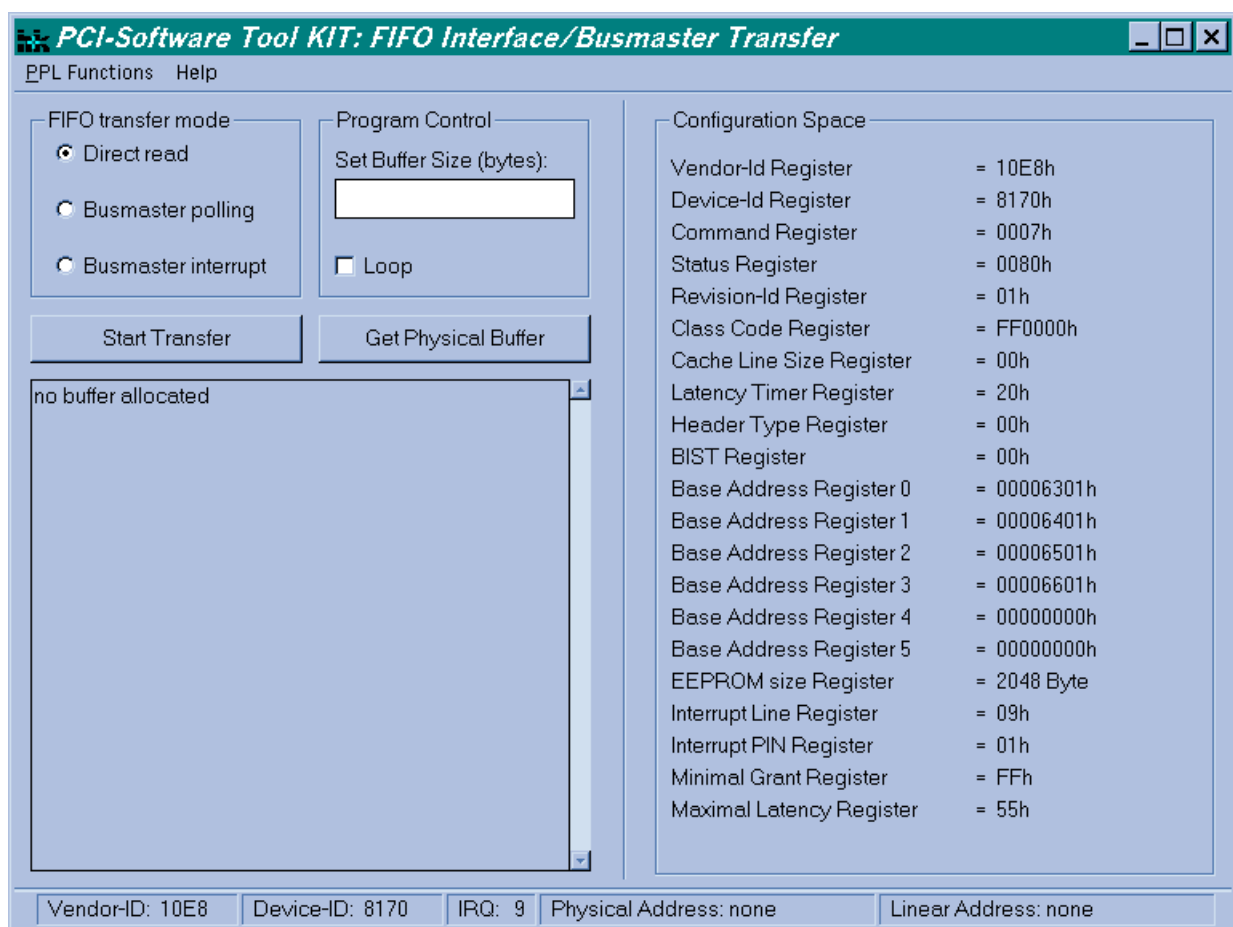 PCI-Software Tool KIT: FIFO Interface/Busmaster Transfer
PPL Functions Help
FIFO transfer mode
Direct read
Busmaster polling
Busmaster interrupt
Program Control
Set Buffer Size (bytes):
Loop
Start Transfer
Get Physical Buffer
no buffer allocated
Configuration Space
Vendor-Id Register = 10E8h
Device-Id Register = 8170h
Command Register = 0007h
Status Register = 0080h
Revision-Id Register = 01h
Class Code Register = FF0000h
Cache Line Size Register = 00h
Latency Timer Register = 20h
Header Type Register = 00h
BIST Register = 00h
Base Address Register 0 = 00006301h
Base Address Register 1 = 00006401h
Base Address Register 2 = 00006501h
Base Address Register 3 = 00006601h
Base Address Register 4 = 00000000h
Base Address Register 5 = 00000000h
EEPROM size Register = 2048 Byte
Interrupt Line Register = 09h
Interrupt PIN Register = 01h
Minimal Grant Register = FFh
Maximal Latency Register = 55h
Vendor-ID: 10E8 Device-ID: 8170 IRQ: 9 Physical Address: none Linear Address: none